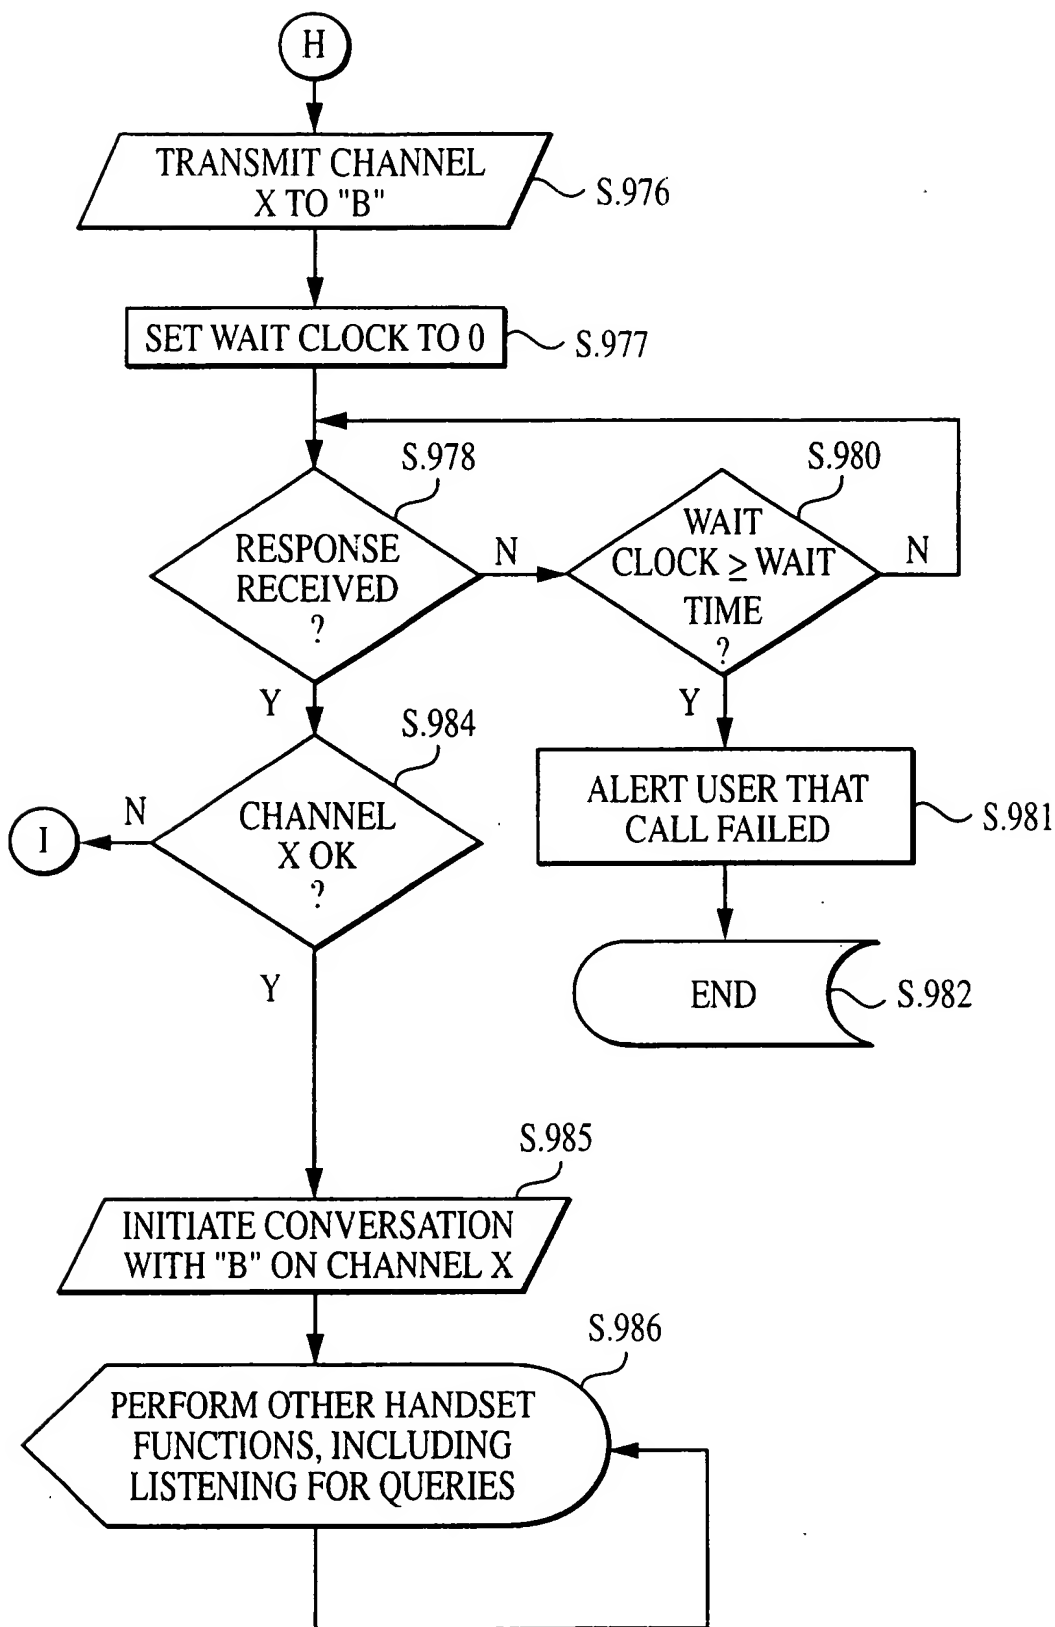 H
TRANSMIT CHANNEL
X TO "B"
S.976
SET WAIT CLOCK TO 0
S.977
S.978
RESPONSE
RECEIVED
?
N
Y
S.980
WAIT
CLOCK ≥ WAIT
TIME
?
N
Y
S.984
CHANNEL
X OK
?
N
I
Y
ALERT USER THAT
CALL FAILED
S.981
END
S.982
S.985
INITIATE CONVERSATION
WITH "B" ON CHANNEL X
S.986
PERFORM OTHER HANDSET
FUNCTIONS, INCLUDING
LISTENING FOR QUERIES